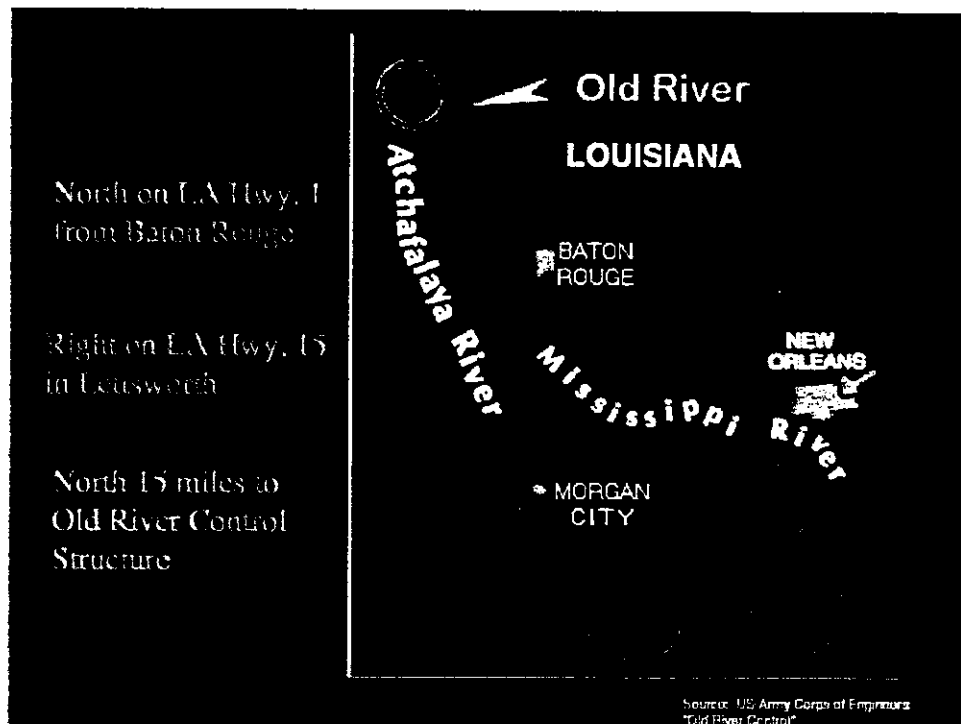 North on LA Hwy. 1
from Baton Rouge
Right on LA Hwy. 15
in Lettsworth
North 15 miles to
Old River Control
Structure
Old River
LOUISIANA
Atchafalaya River
BATON
ROUGE
Mississippi River
NEW
ORLEANS
MORGAN
CITY
Source: US Army Corps of Engineers
"Old River Control"